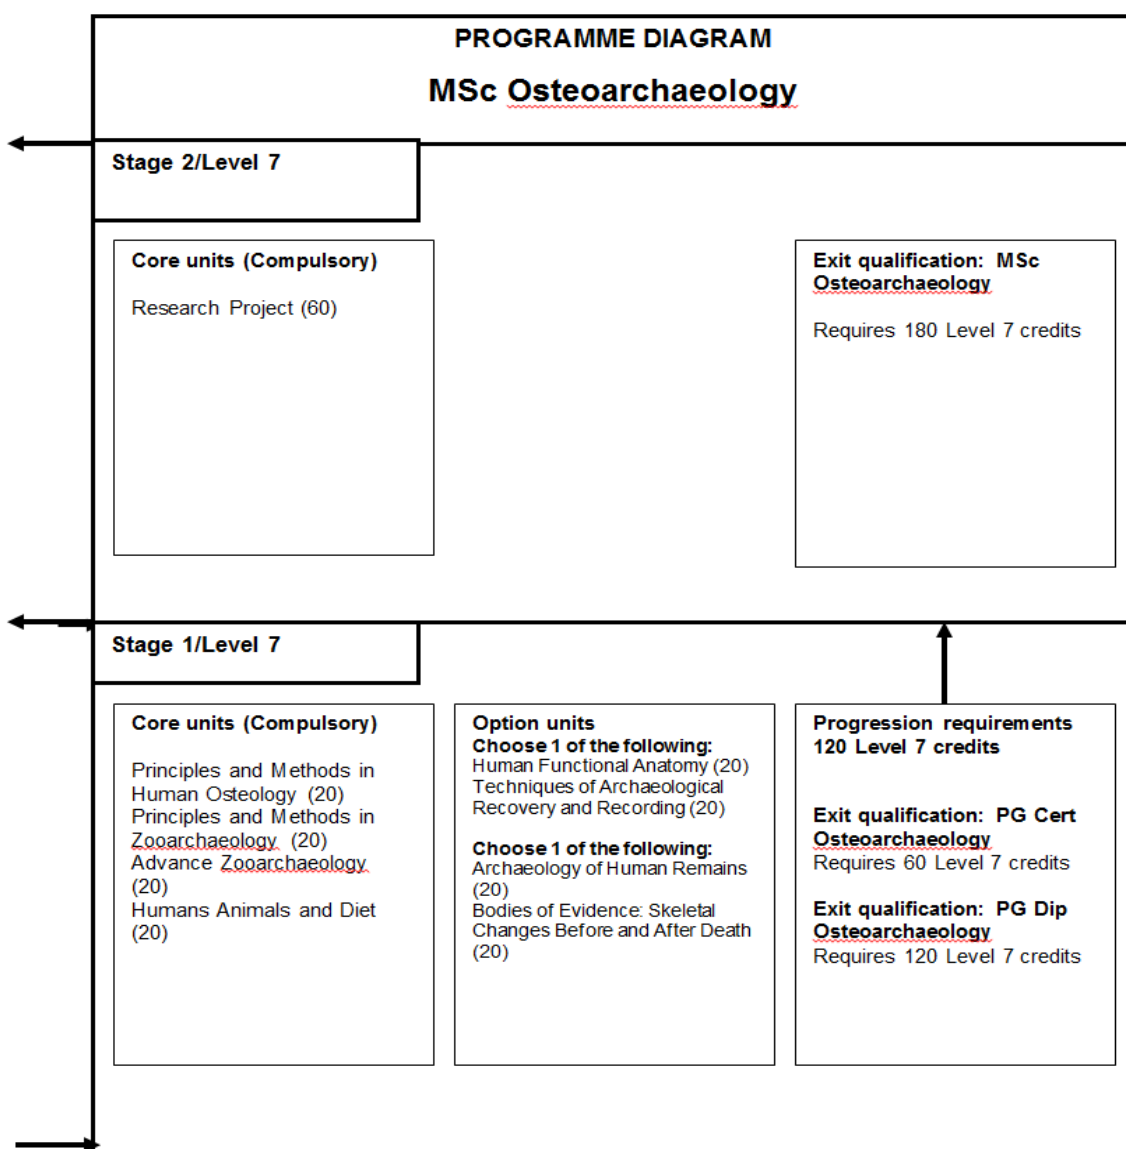 PROGRAMME DIAGRAM
MSc Osteoarchaeology
Stage 2/Level 7
Core units (Compulsory)
Research Project (60)
Exit qualification: MSc
Osteoarchaeology
Requires 180 Level 7 credits
Stage 1/Level 7
Core units (Compulsory)
Principles and Methods in
Human Osteology (20)
Principles and Methods in
Zooarchaeology (20)
Advance Zooarchaeology
(20)
Humans Animals and Diet
(20)
Option units
Choose 1 of the following:
Human Functional Anatomy (20)
Techniques of Archaeological
Recovery and Recording (20)
Choose 1 of the following:
Archaeology of Human Remains
(20)
Bodies of Evidence: Skeletal
Changes Before and After Death
(20)
Progression requirements
120 Level 7 credits
Exit qualification: PG Cert
Osteoarchaeology
Requires 60 Level 7 credits
Exit qualification: PG Dip
Osteoarchaeology
Requires 120 Level 7 credits